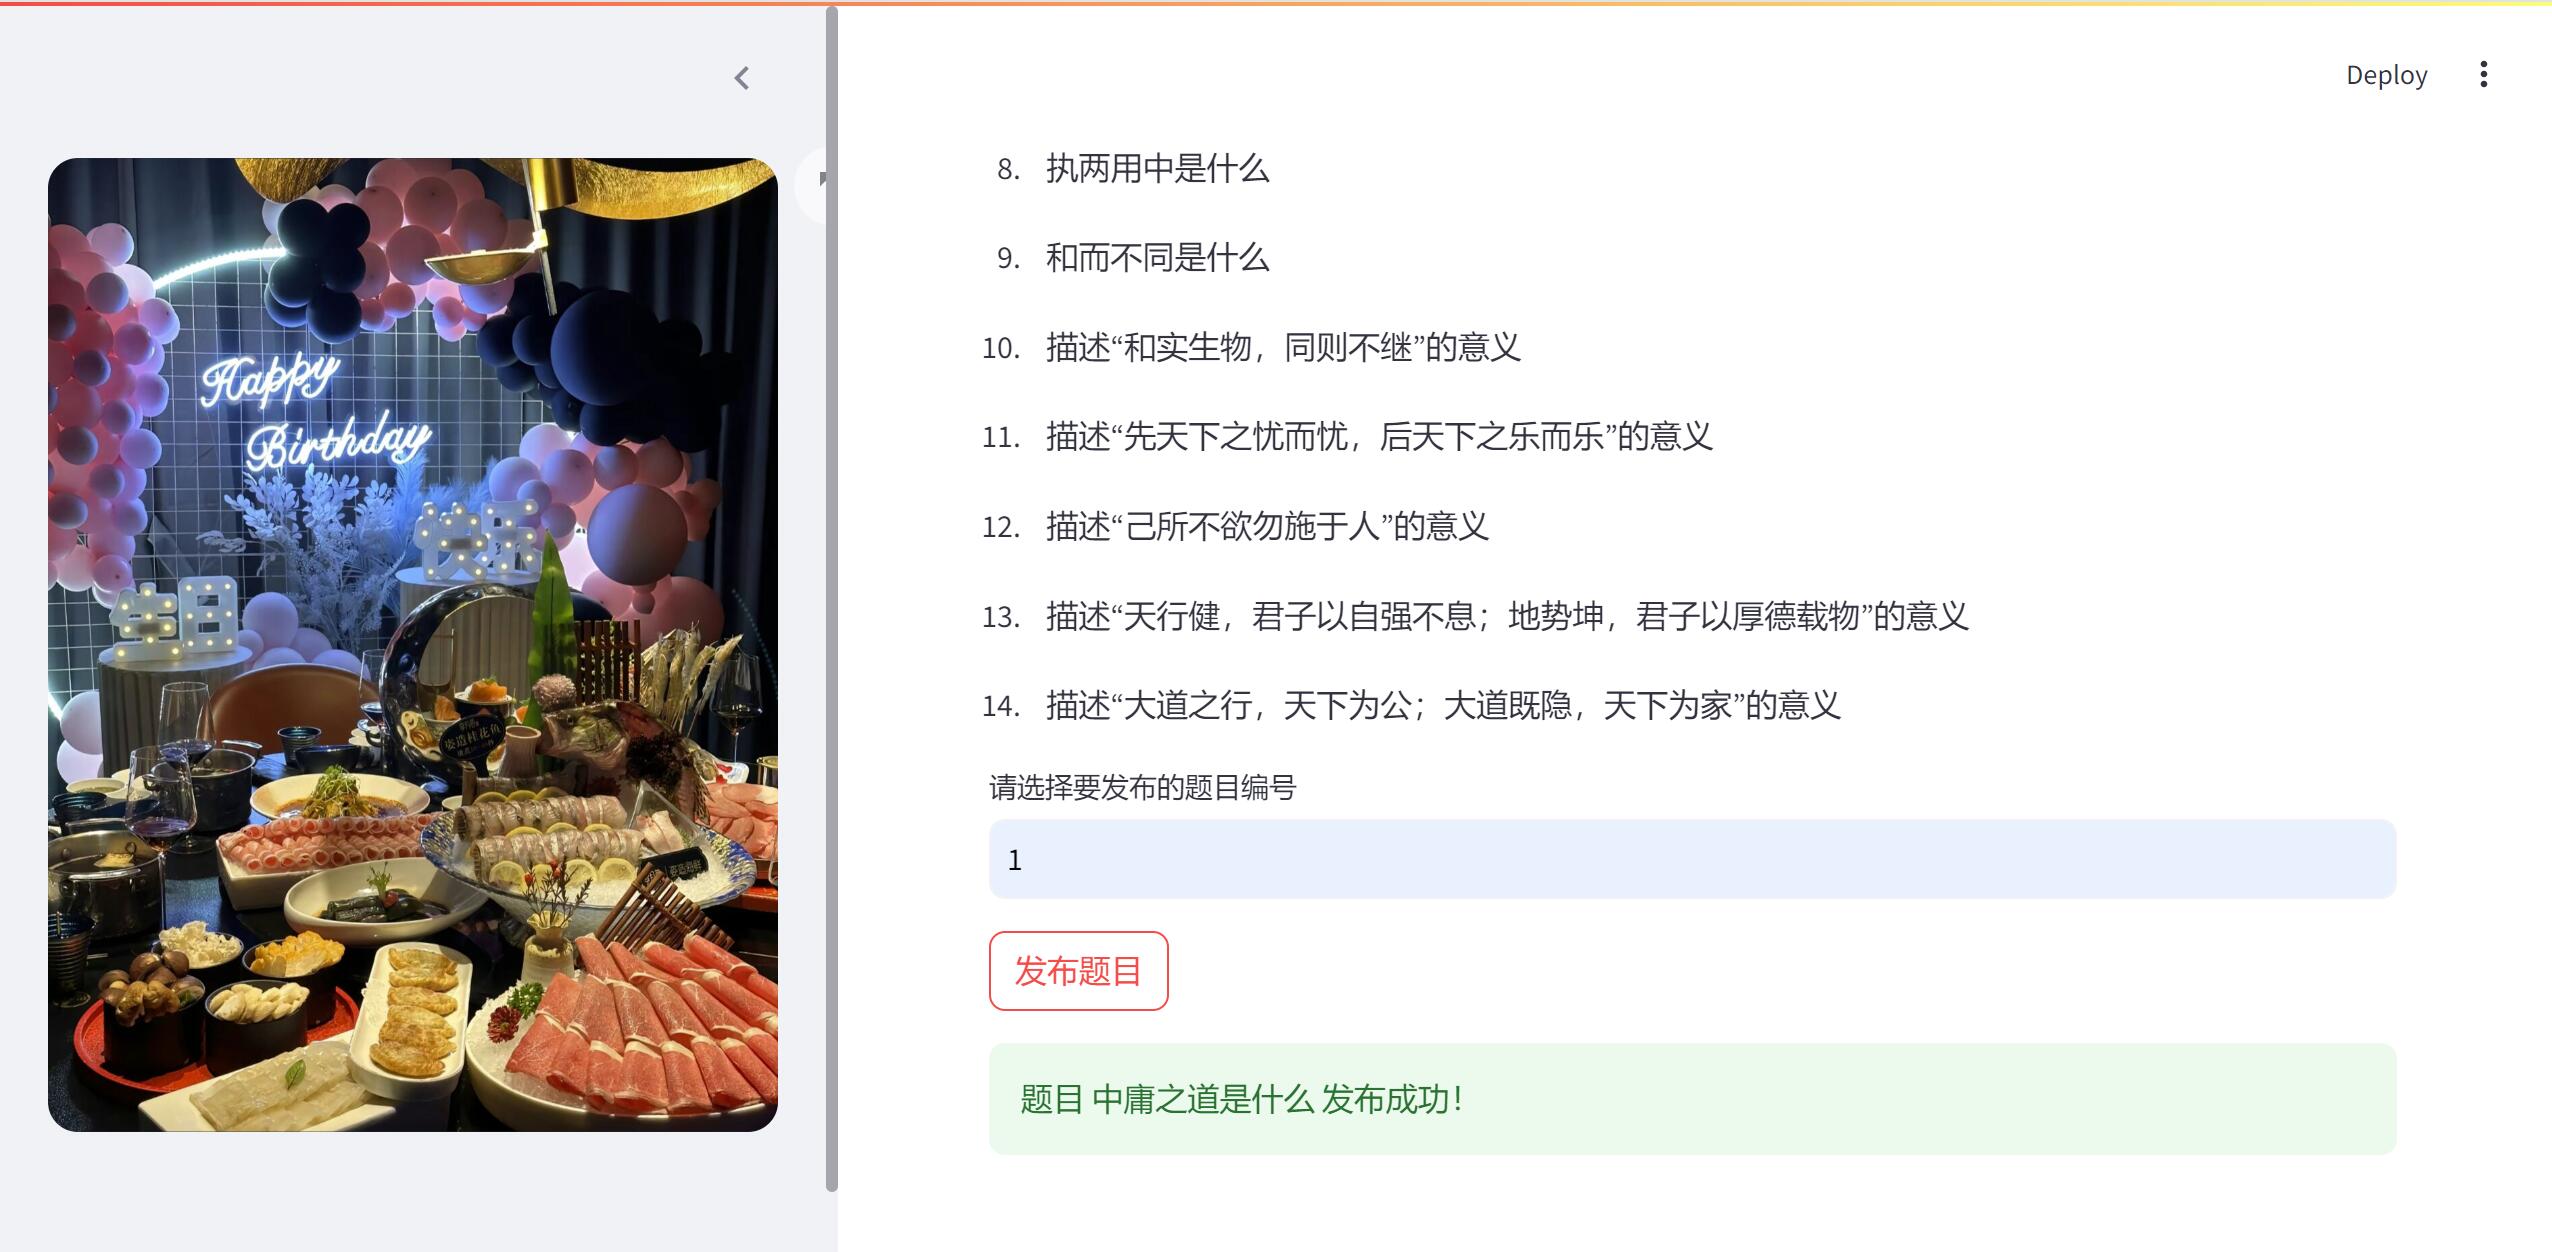 Deploy
Happy
Birthday
快乐
生日
姿造桂花鱼
8. 执两用中是什么
9. 和而不同是什么
10. 描述“和实生物，同则不继”的意义
11. 描述“先天下之忧而忧，后天下之乐而乐”的意义
12. 描述“己所不欲勿施于人”的意义
13. 描述“天行健，君子以自强不息；地势坤，君子以厚德载物”的意义
14. 描述“大道之行，天下为公；大道既隐，天下为家”的意义
请选择要发布的题目编号
1
发布题目
题目 中庸之道是什么 发布成功！